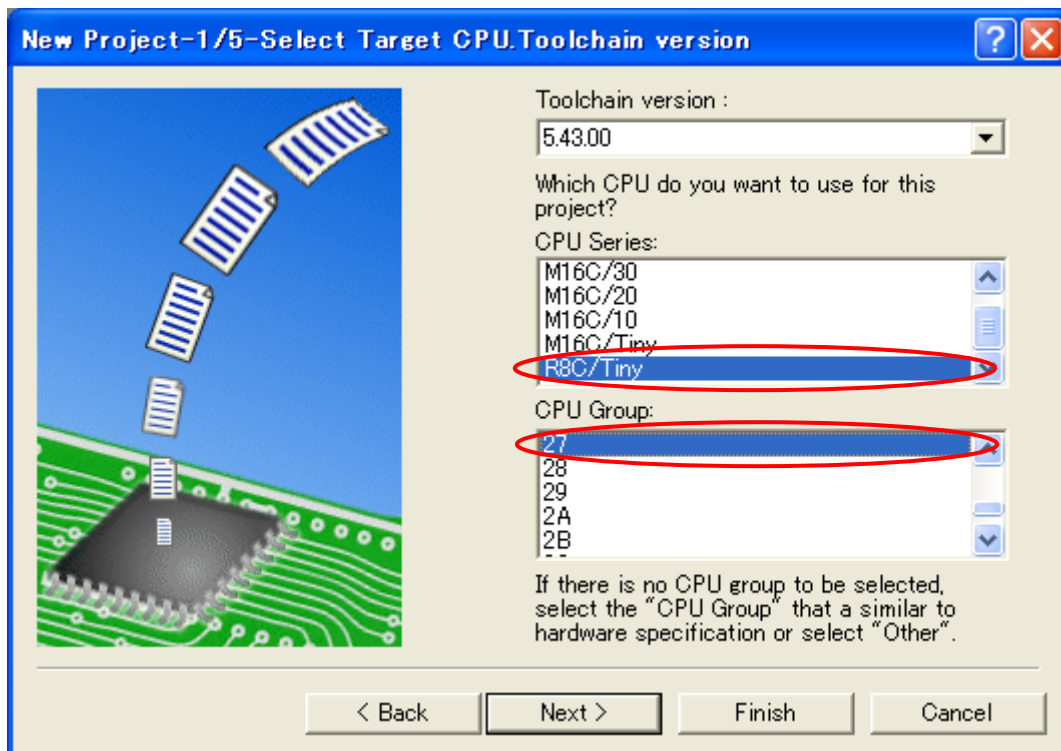 New Project-1/5-Select Target CPU.Toolchain version
Toolchain version :
5.43.00
Which CPU do you want to use for this
project?
CPU Series:
M16C/30
M16C/20
M16C/10
M16C/Tiny
R8C/Tiny
CPU Group:
27
28
29
2A
2B
If there is no CPU group to be selected,
select the "CPU Group" that a similar to
hardware specification or select "Other".
< Back
Next >
Finish
Cancel